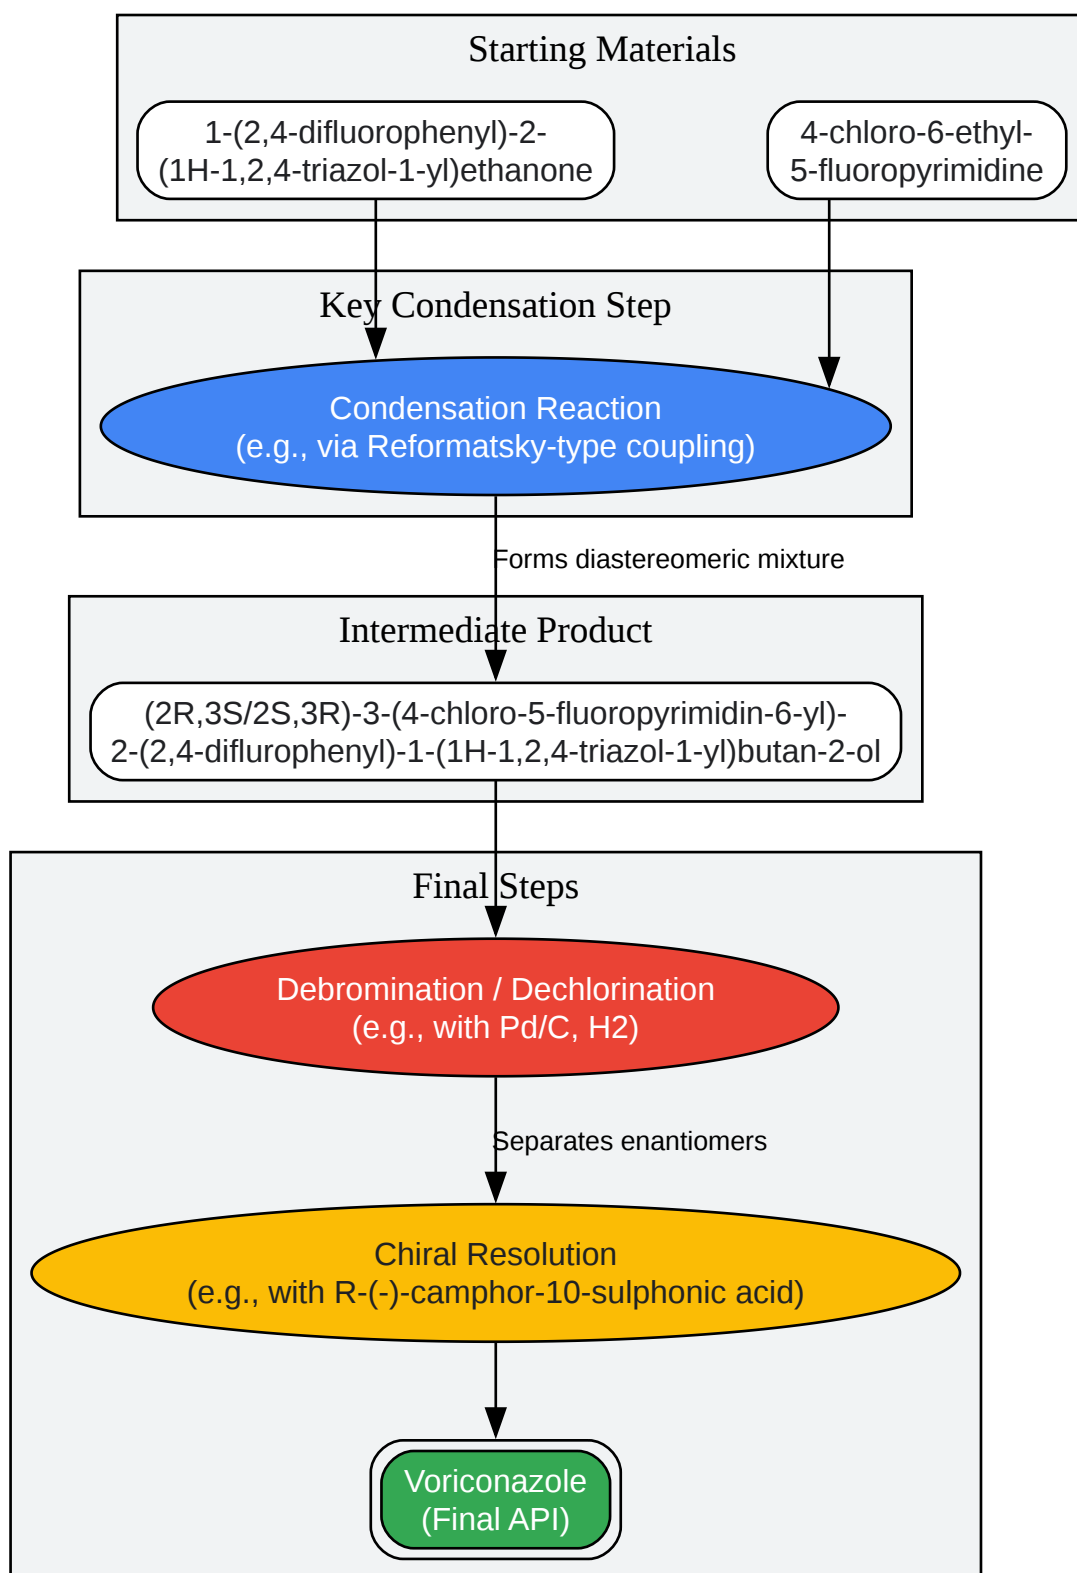 Starting Materials
1-(2,4-difluorophenyl)-2-
(1H-1,2,4-triazol-1-yl)ethanone
4-chloro-6-ethyl-
5-fluoropyrimidine
Key Condensation Step
Condensation Reaction
(e.g., via Reformatsky-type coupling)
Forms diastereomeric mixture
Intermediate Product
(2R,3S/2S,3R)-3-(4-chloro-5-fluoropyrimidin-6-yl)-
2-(2,4-diflurophenyl)-1-(1H-1,2,4-triazol-1-yl)butan-2-ol
Final Steps
Debromination / Dechlorination
(e.g., with Pd/C, H2)
Separates enantiomers
Chiral Resolution
(e.g., with R-(-)-camphor-10-sulphonic acid)
Voriconazole
(Final API)